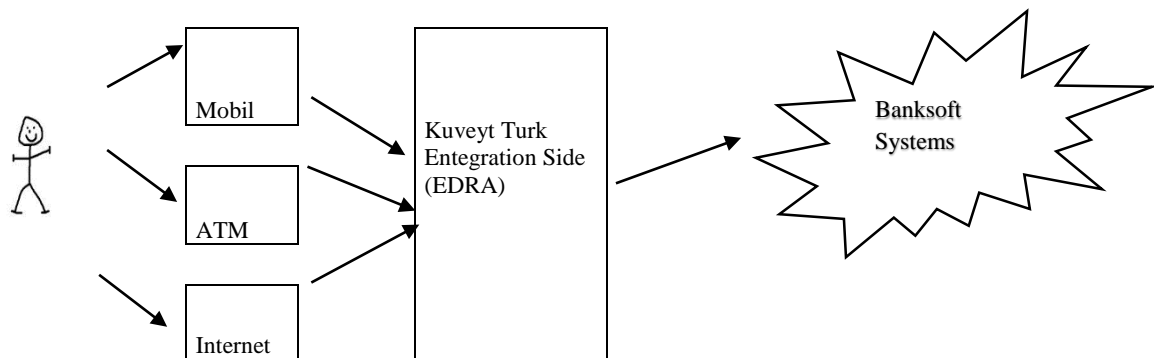 Mobil
ATM
Internet
Kuveyt Turk
Entegration Side
(EDRA)
Banksoft
Systems